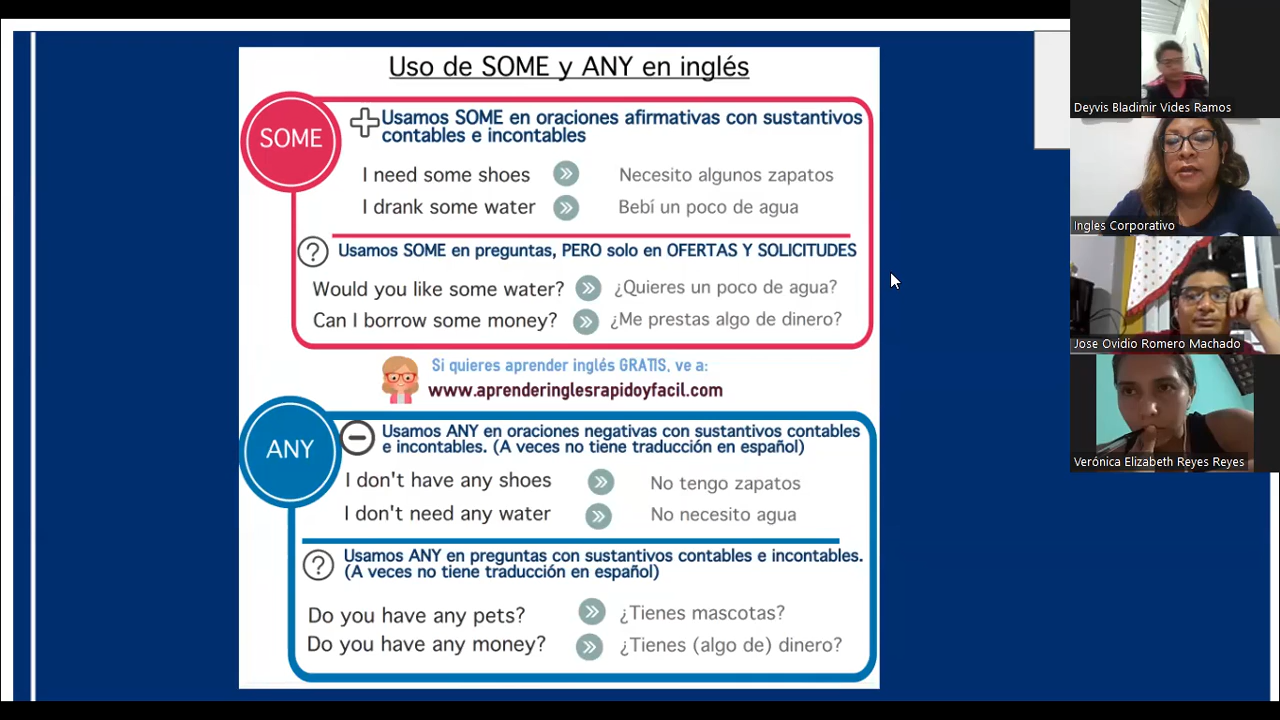 Uso de SOME y ANY en inglés
SOME
Usamos SOME en oraciones afirmativas con sustantivos
contables e incontables
I need some shoes » Necesito algunos zapatos
I drank some water » Bebí un poco de agua
? Usamos SOME en preguntas, PERO solo en OFERTAS Y SOLICITUDES
Would you like some water? » ¿Quieres un poco de agua?
Can I borrow some money? » ¿Me prestas algo de dinero?
Si quieres aprender inglés GRATIS, ve a:
www.aprenderinglesrapidoyfacil.com
ANY
Usamos ANY en oraciones negativas con sustantivos contables
e incontables. (A veces no tiene traducción en español)
I don't have any shoes » No tengo zapatos
I don't need any water » No necesito agua
? Usamos ANY en preguntas con sustantivos contables e incontables.
(A veces no tiene traducción en español)
Do you have any pets? » ¿Tienes mascotas?
Do you have any money? » ¿Tienes (algo de) dinero?
Deyvis Bladimir Vides Ramos
Ingles Corporativo
Jose Ovidio Romero Machado
Verónica Elizabeth Reyes Reyes